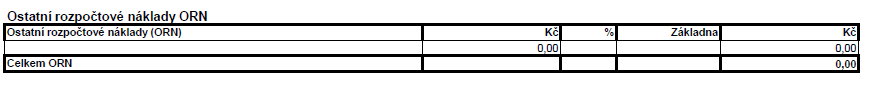 Ostatní rozpočtové náklady ORN
Ostatní rozpočtové náklady (ORN) Kč % Základna Kč
0,00 0,00
Celkem ORN 0,00